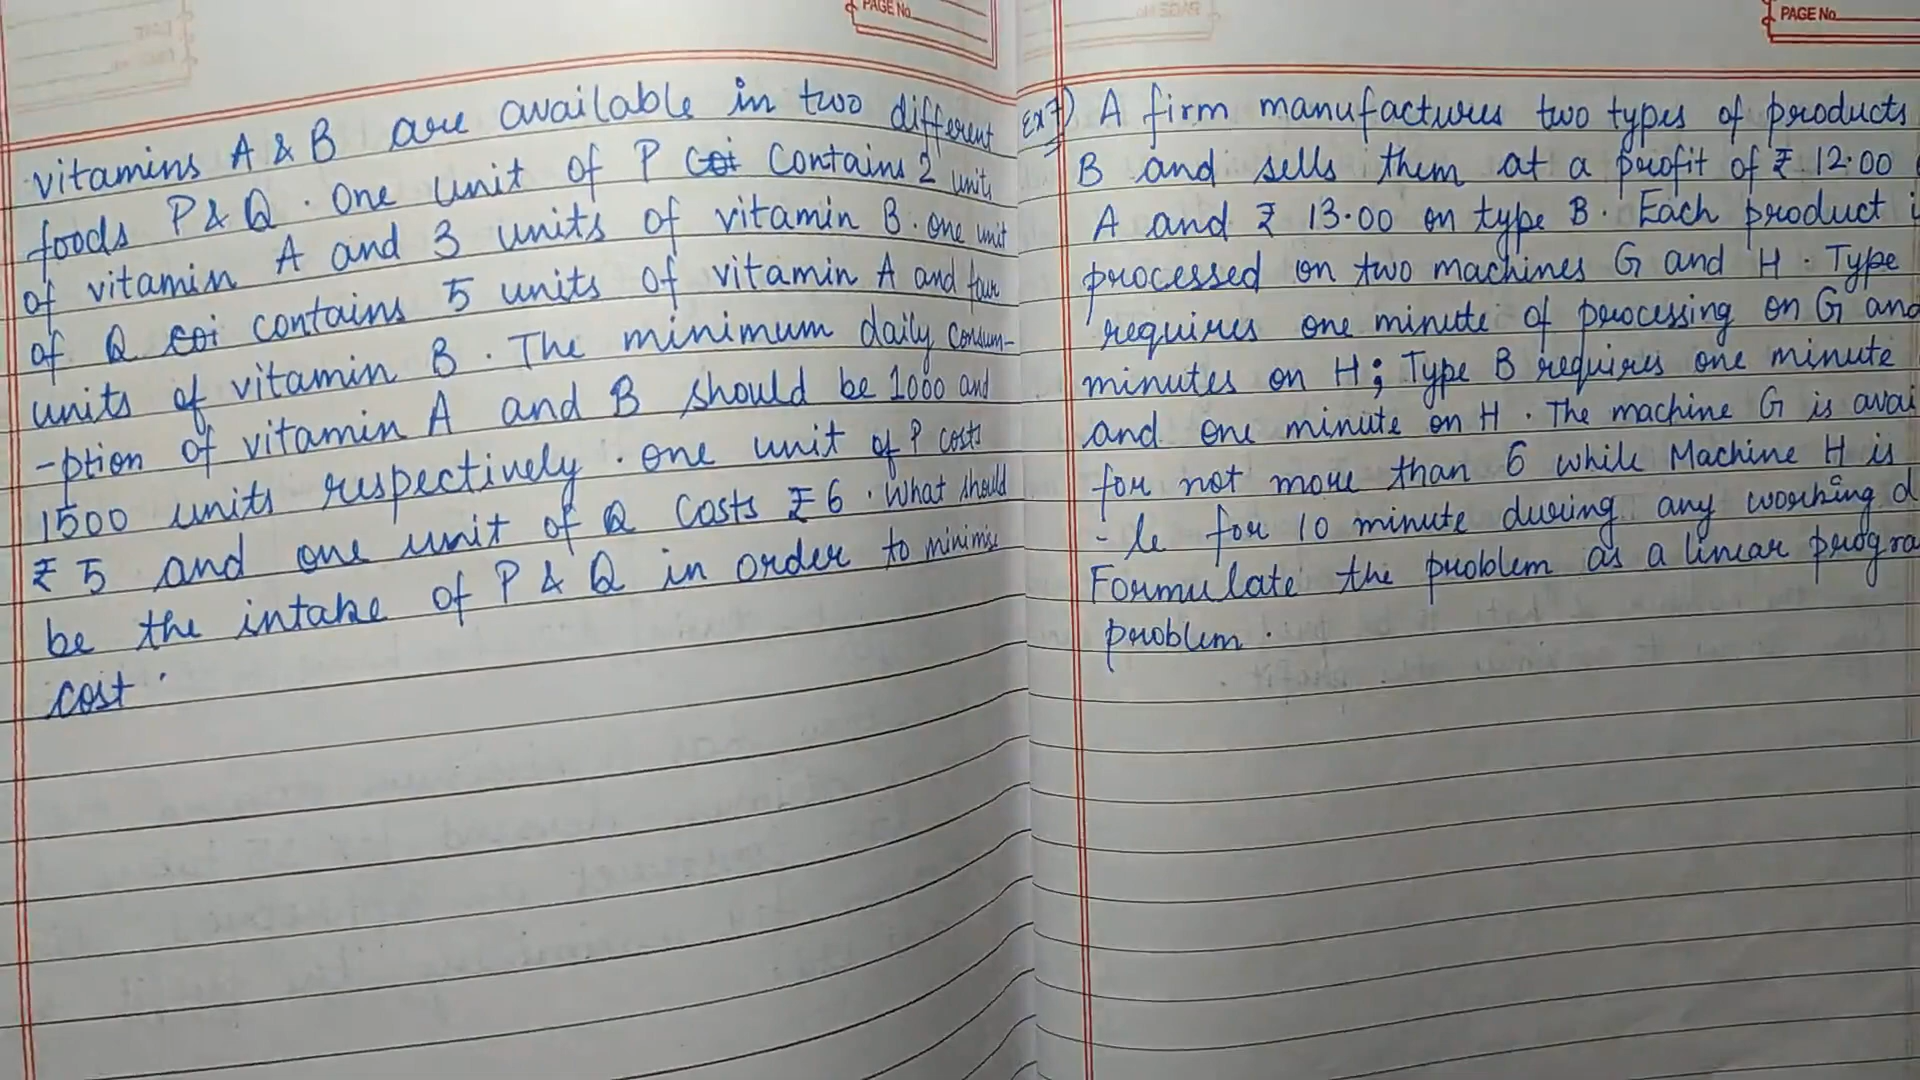 PAGE No.
vitamins A & B are available in two different
foods P & Q. One unit of P contains 2 units
of vitamin A and 3 units of vitamin B. one unit
of Q contains 5 units of vitamin A and four
units of vitamin B. The minimum daily consum-
-ption of vitamin A and B should be 1000 and
1500 units respectively. one unit of P costs
₹ 5 and one unit of Q costs ₹ 6. What should
be the intake of P & Q in order to minimise
cost.
PAGE No.
Ex 7) A firm manufactures two types of products
B and sells them at a profit of ₹ 12.00
A and ₹ 13.00 on type B. Each product
processed on two machines G and H. Type
requires one minute of processing on G and
minutes on H; Type B requires one minute
and one minute on H. The machine G is avai
for not more than 6 while Machine H is
-le for 10 minute during any working d
Formulate the problem as a linear progra
problem.